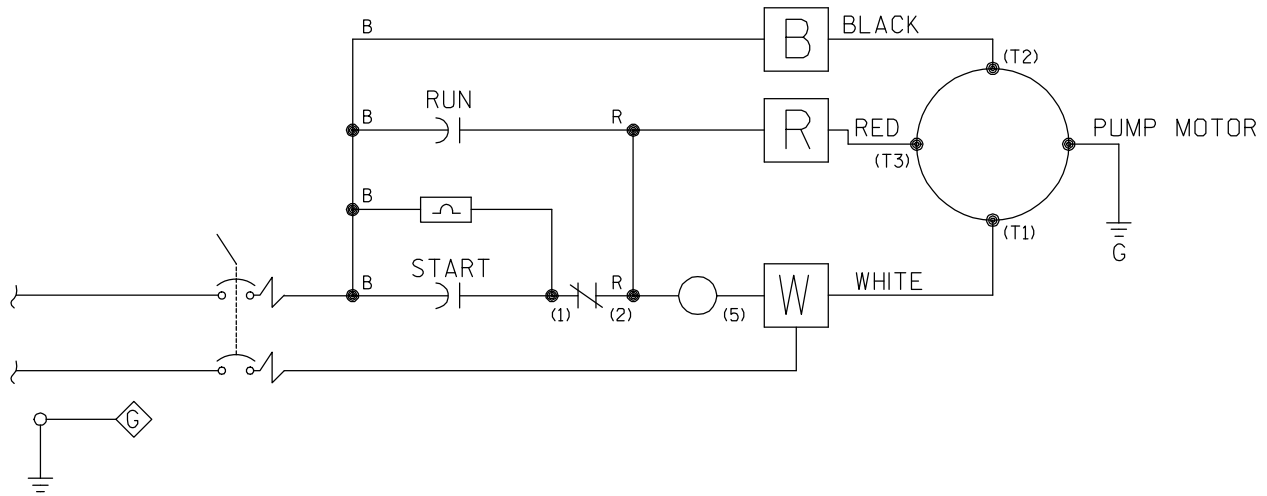 B
B BLACK
(T2)
RUN
B
R
R RED
(T3)
PUMP MOTOR
B
(T1)
G
START
B
R
(1)
(2)
(5)
W WHITE
G